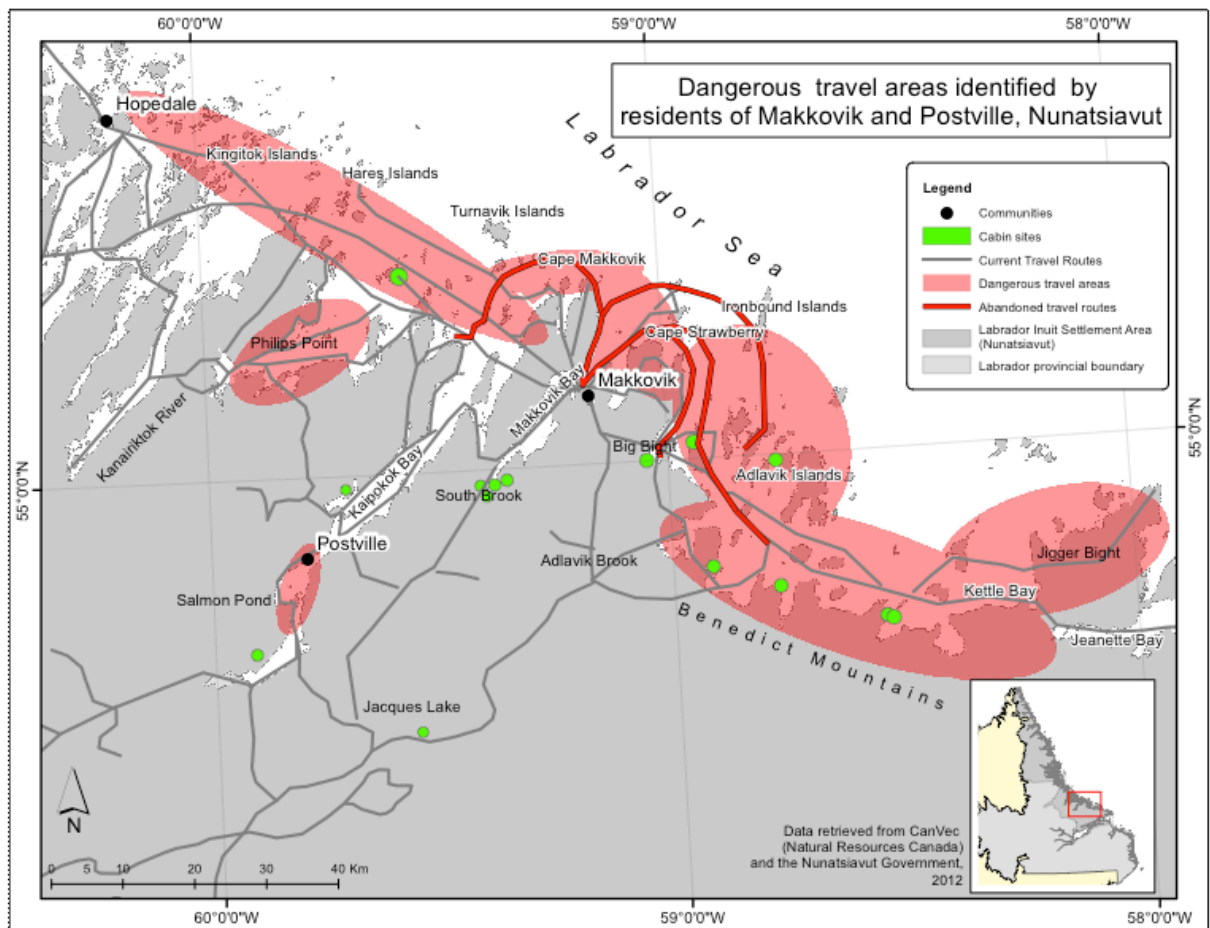 60°0'0"W
59°0'0"W
58°0'0"W
Dangerous travel areas identified by
residents of Makkovik and Postville, Nunatsiavut
Hopedale
Labrador Sea
Kingitok Islands
Hares Islands
Turnavik Islands
Legend
Communities
Cabin sites
Current Travel Routes
Dangerous travel areas
Abandoned travel routes
Labrador Inuit Settlement Area
(Nunatsiavut)
Labrador provincial boundary
Cape Makkovik
Ironbound Islands
Cape Strawberry
Philips Point
Makkovik
Makkovik Bay
Kanairiktok River
55°0'0"N
55°0'0"N
Big Bight
Kaipokok Bay
Adlavik Islands
South Brook
Postville
Adlavik Brook
Jigger Bight
Kettle Bay
Salmon Pond
Benedict Mountains
Jeanette Bay
Jacques Lake
N
Data retrieved from CanVec
(Natural Resources Canada)
and the Nunatsiavut Government,
2012
0 5 10 20 30 40 Km
60°0'0"W
59°0'0"W
58°0'0"W